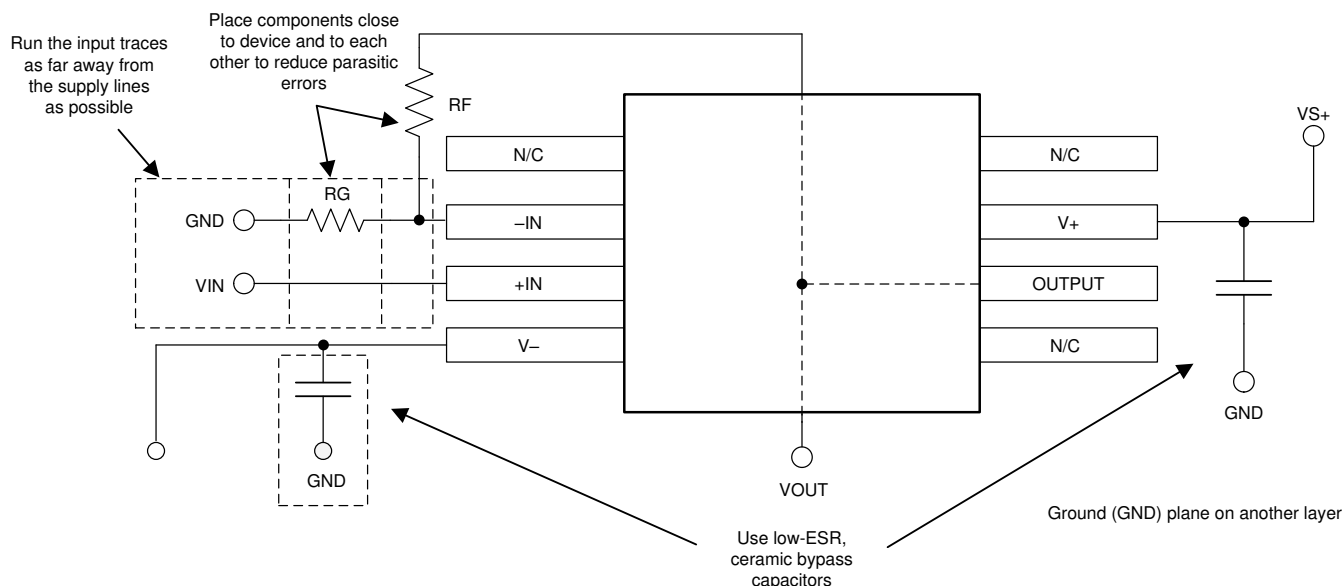 Run the input traces
as far away from
the supply lines
as possible
Place components close
to device and to each
other to reduce parasitic
errors
RF
N/C
N/C
VS+
RG
GND
–IN
V+
VIN
+IN
OUTPUT
V–
N/C
GND
GND
VOUT
Use low-ESR,
ceramic bypass
capacitors
Ground (GND) plane on another layer